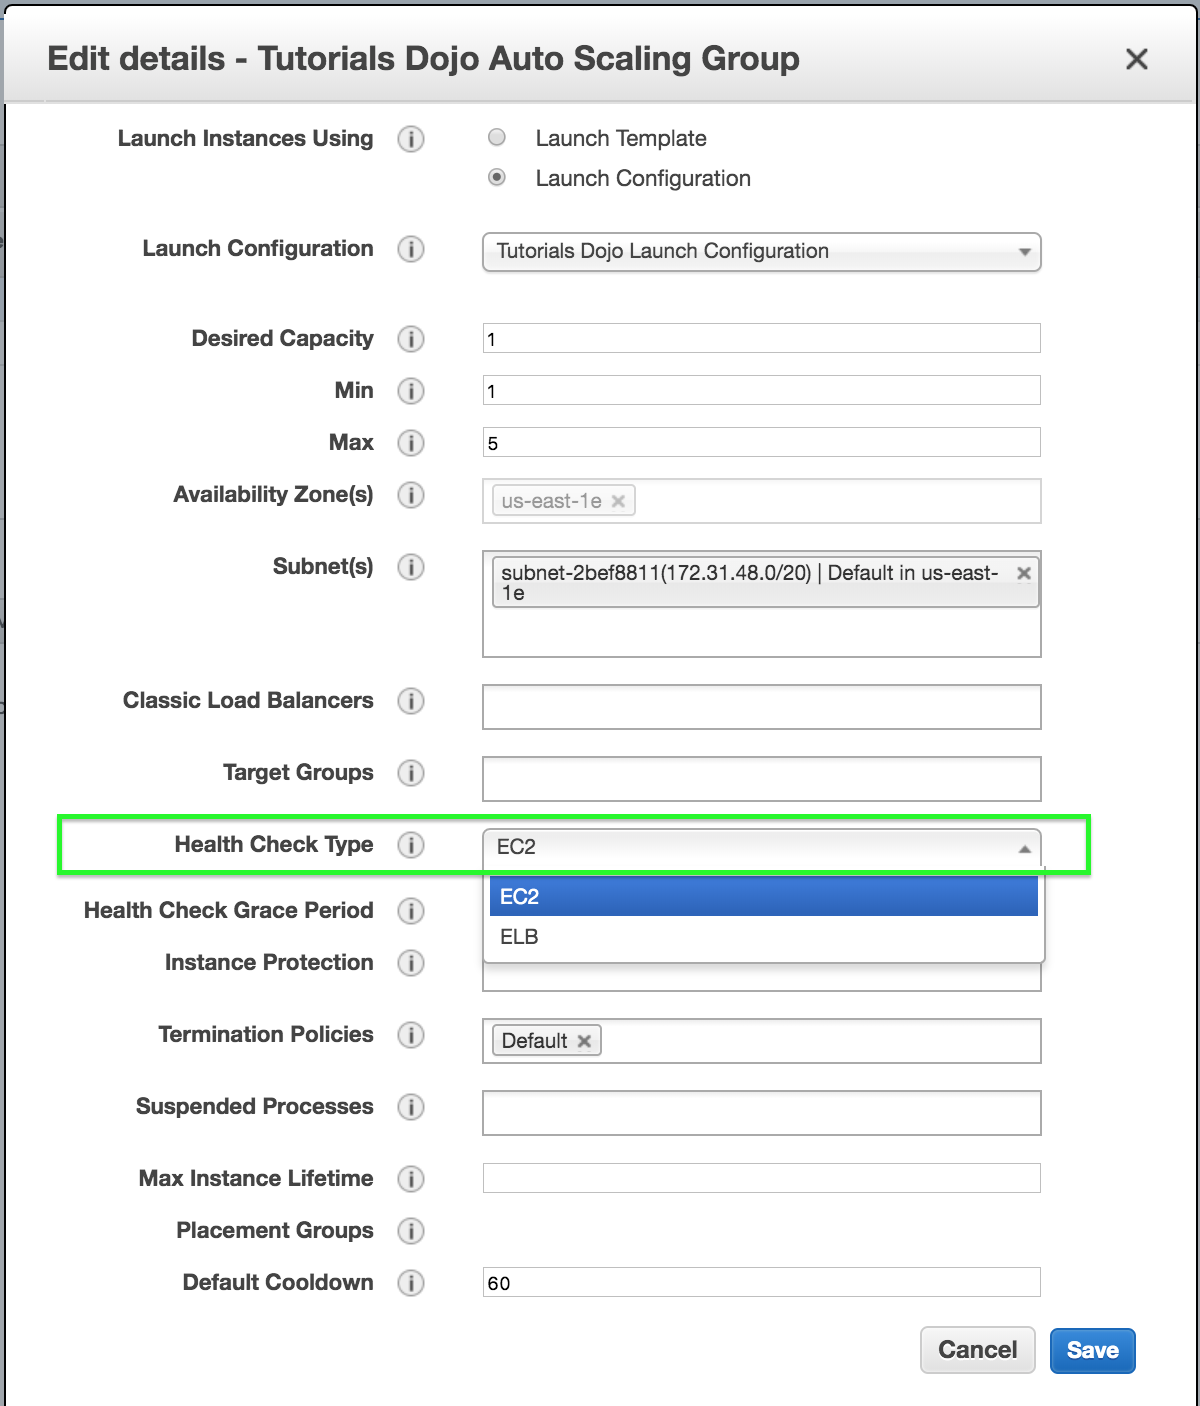 Edit details - Tutorials Dojo Auto Scaling Group
Launch Instances Using
Launch Template
Launch Configuration
Launch Configuration
Tutorials Dojo Launch Configuration
Desired Capacity
1
Min
1
Max
5
Availability Zone(s)
us-east-1e
Subnet(s)
subnet-2bef8811(172.31.48.0/20) | Default in us-east-
1e
Classic Load Balancers
Target Groups
Health Check Type
EC2
EC2
ELB
Health Check Grace Period
Instance Protection
Termination Policies
Default
Suspended Processes
Max Instance Lifetime
Placement Groups
Default Cooldown
60
Cancel
Save